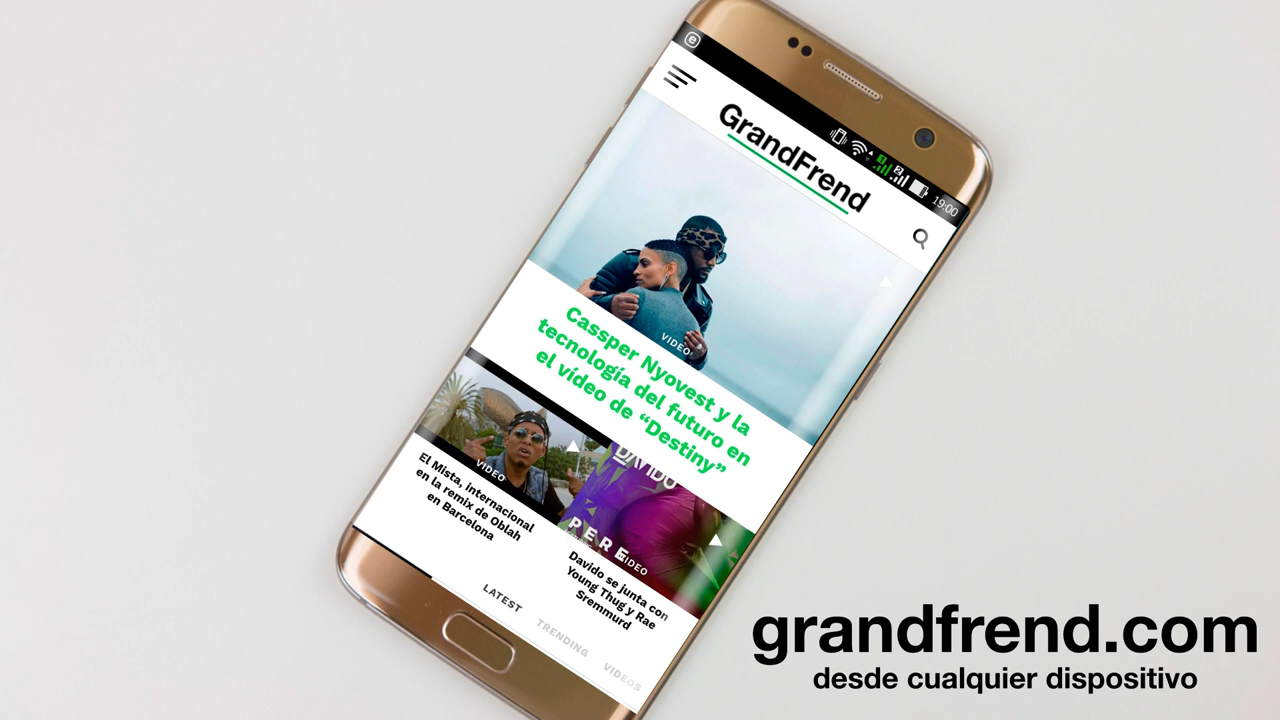 19:00
GrandFrend
VIDEO
Cassper Nyovest y la
tecnología del futuro en
el vídeo de “Destiny”
VIDEO
El Mista, internacional
en la remix de Oblah
en Barcelona
DAVIDO
PERE
VIDEO
Davido se junta con
Young Thug y Rae
Sremmurd
LATEST
TRENDING
VIDEOS
grandfrend.com
desde cualquier dispositivo